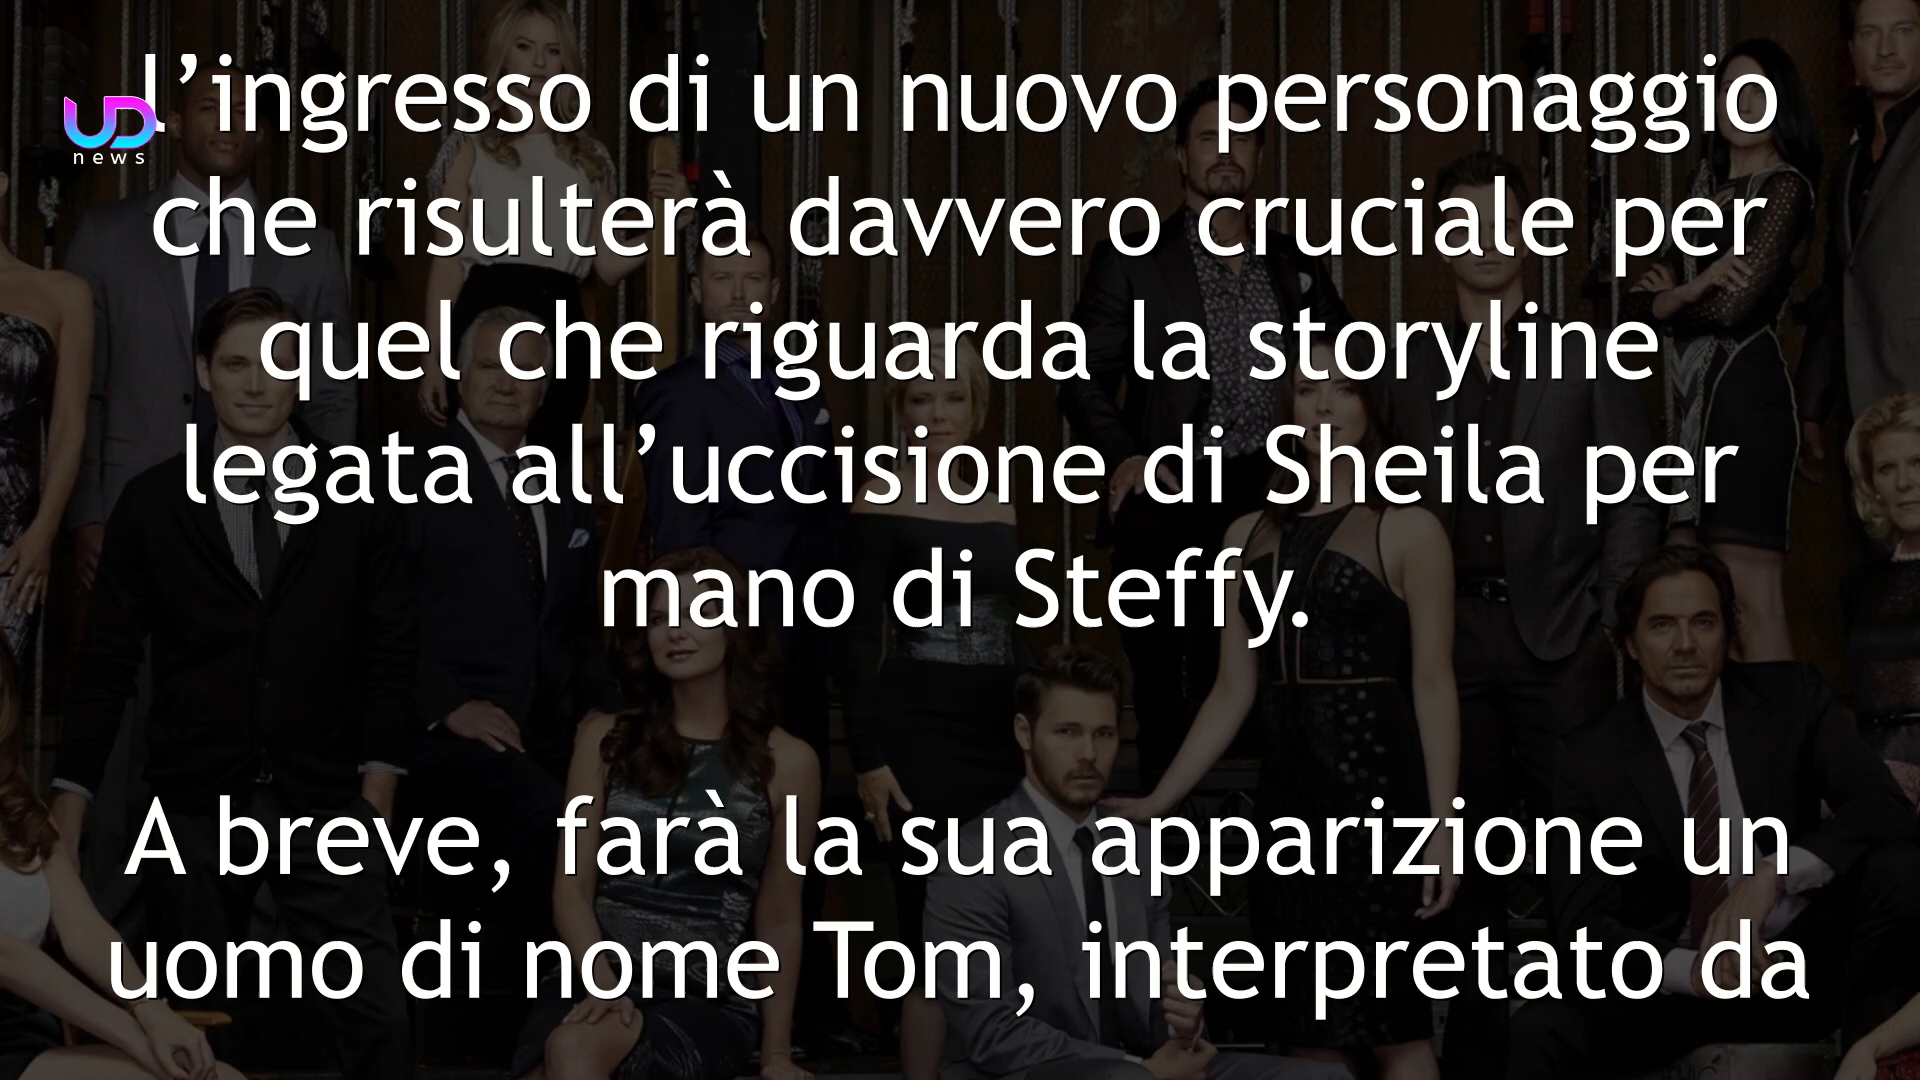 l’ingresso di un nuovo personaggio
UD
news
che risulterà davvero cruciale per
quel che riguarda la storyline
legata all’uccisione di Sheila per
mano di Steffy.
A breve, farà la sua apparizione un
uomo di nome Tom, interpretato da